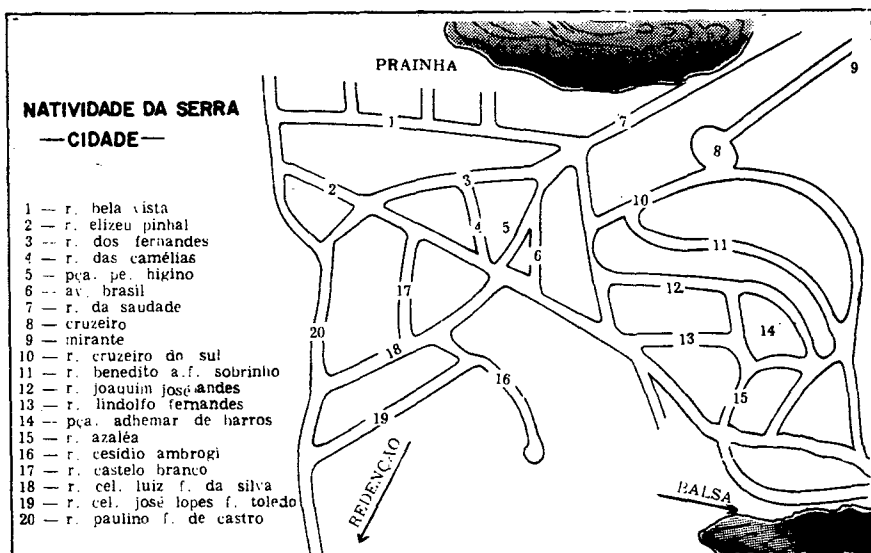 PRAINHA
NATIVIDADE DA SERRA
—CIDADE—
1 — r. bela vista
2 — r. elizeu pinhal
3 — r. dos fernandes
4 — r. das camélias
5 — pça. pe. higino
6 — av. brasil
7 — r. da saudade
8 — cruzeiro
9 — mirante
10 — r. cruzeiro do sul
11 — r. benedito a.f. sobrinho
12 — r. joaquim josé andes
13 — r. lindolfo fernandes
14 — pça. adhemar de barros
15 — r. azaléa
16 — r. cesídio ambrogi
17 — r. castelo branco
18 — r. cel. luiz f. da silva
19 — r. cel. josé lopes f. toledo
20 — r. paulino f. de castro
1
2
3
4
5
6
7
8
9
10
11
12
13
14
15
16
17
18
19
20
REDENÇAO
BALSA